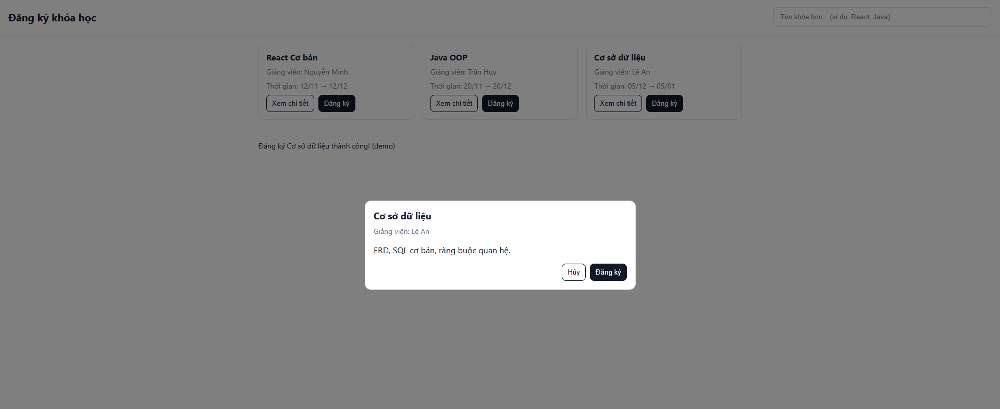 Đăng ký khóa học
Tìm khóa học... (ví dụ: React, Java)
React Cơ bản
Giảng viên: Nguyễn Minh
Thời gian: 12/11 → 12/12
Xem chi tiết Đăng ký
Java OOP
Giảng viên: Trần Huy
Thời gian: 20/11 → 20/12
Xem chi tiết Đăng ký
Cơ sở dữ liệu
Giảng viên: Lê An
Thời gian: 05/12 → 05/01
Xem chi tiết Đăng ký
Đăng ký Cơ sở dữ liệu thành công! (demo)
Cơ sở dữ liệu
Giảng viên: Lê An
ERD, SQL cơ bản, ràng buộc quan hệ.
Hủy Đăng ký